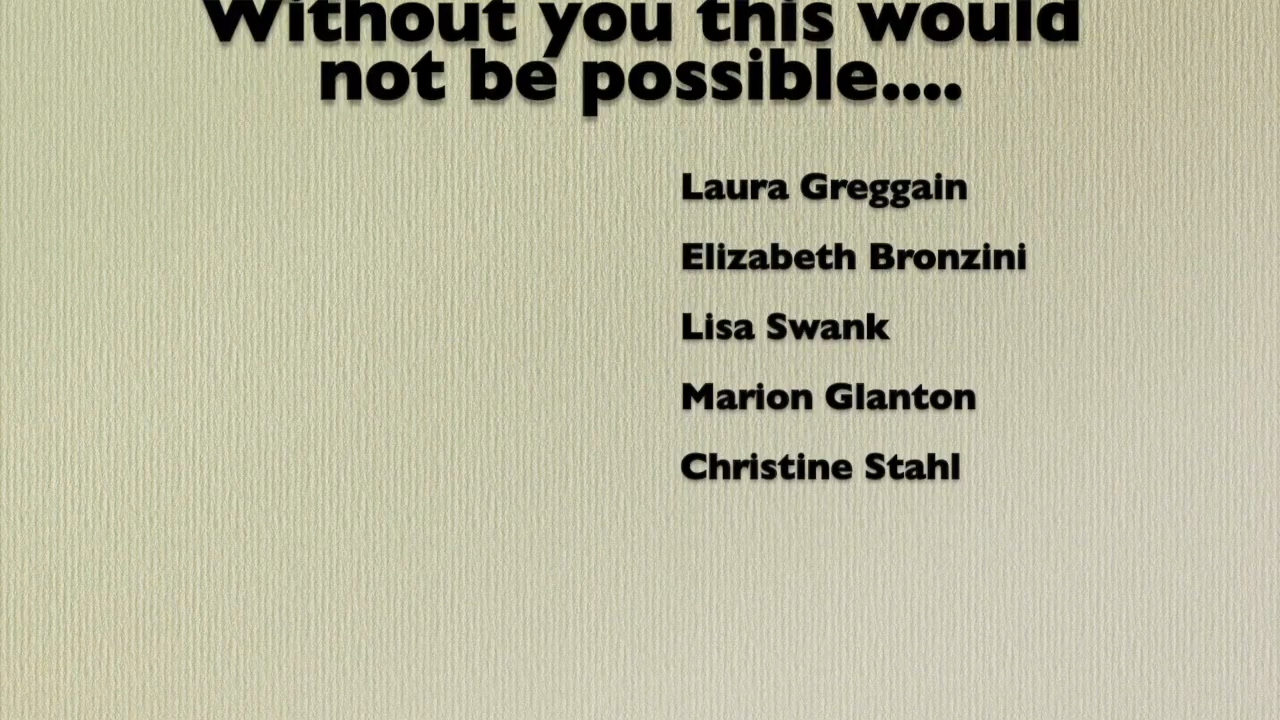 Without you this would
not be possible....
Laura Greggain
Elizabeth Bronzini
Lisa Swank
Marion Glanton
Christine Stahl